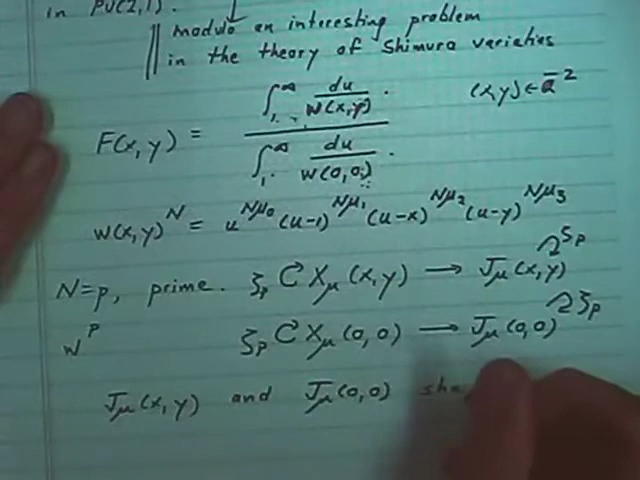 in PU(2,1).
modulo an interesting problem
in the theory of Shimura varieties
F(x,y) = ∫₁^∞ du/w(x,y) / ∫₁^∞ du/w(0,0)
(x,y) ∈ Q̄²
w(x,y)^N = u^{Nμ₀} (u-1)^{Nμ₁} (u-x)^{Nμ₂} (u-y)^{Nμ₃}
N=p, prime. ζ_p C X_μ(x,y) → J_μ(x,y) ζ_p
w^p ζ_p C X_μ(0,0) → J_μ(0,0) ζ_p
J_μ(x,y) and J_μ(0,0)